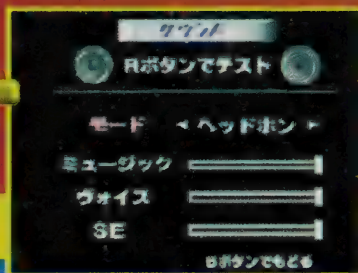 サウンド
Rボタンでテスト
モード ◀ ヘッドホン ▶
ミュージック
ヴォイス
SE
Bボタンでもどる